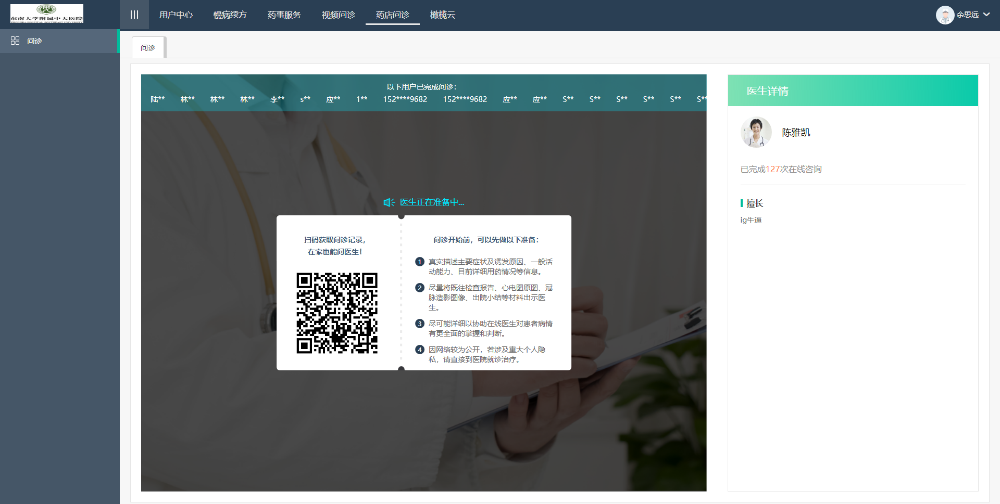 东南大学附属中大医院
ZHONGDA HOSPITAL SOUTHEAST UNIVERSITY
用户中心 慢病续方 药事服务 视频问诊 药店问诊 橄榄云
余思远
问诊
问诊
以下用户已完成问诊：
陆** 林** 林** 林** 李** s** 应** 1** 152****9682 152****9682 应** 应** S** S** S** S** S** S**
医生正在准备中...
扫码获取问诊记录，
在家也能问医生！
问诊开始前，可以先做以下准备：
1 真实描述主要症状及诱发原因、一般活
动能力、目前详细用药情况等信息。
2 尽量将既往检查报告、心电图原图、冠
脉造影图像、出院小结等材料出示医
生。
3 尽可能详细以协助在线医生对患者病情
有更全面的掌握和判断。
4 因网络较为公开，若涉及重大个人隐
私，请直接到医院就诊治疗。
医生详情
陈雅凯
已完成127次在线咨询
擅长
ig牛逼